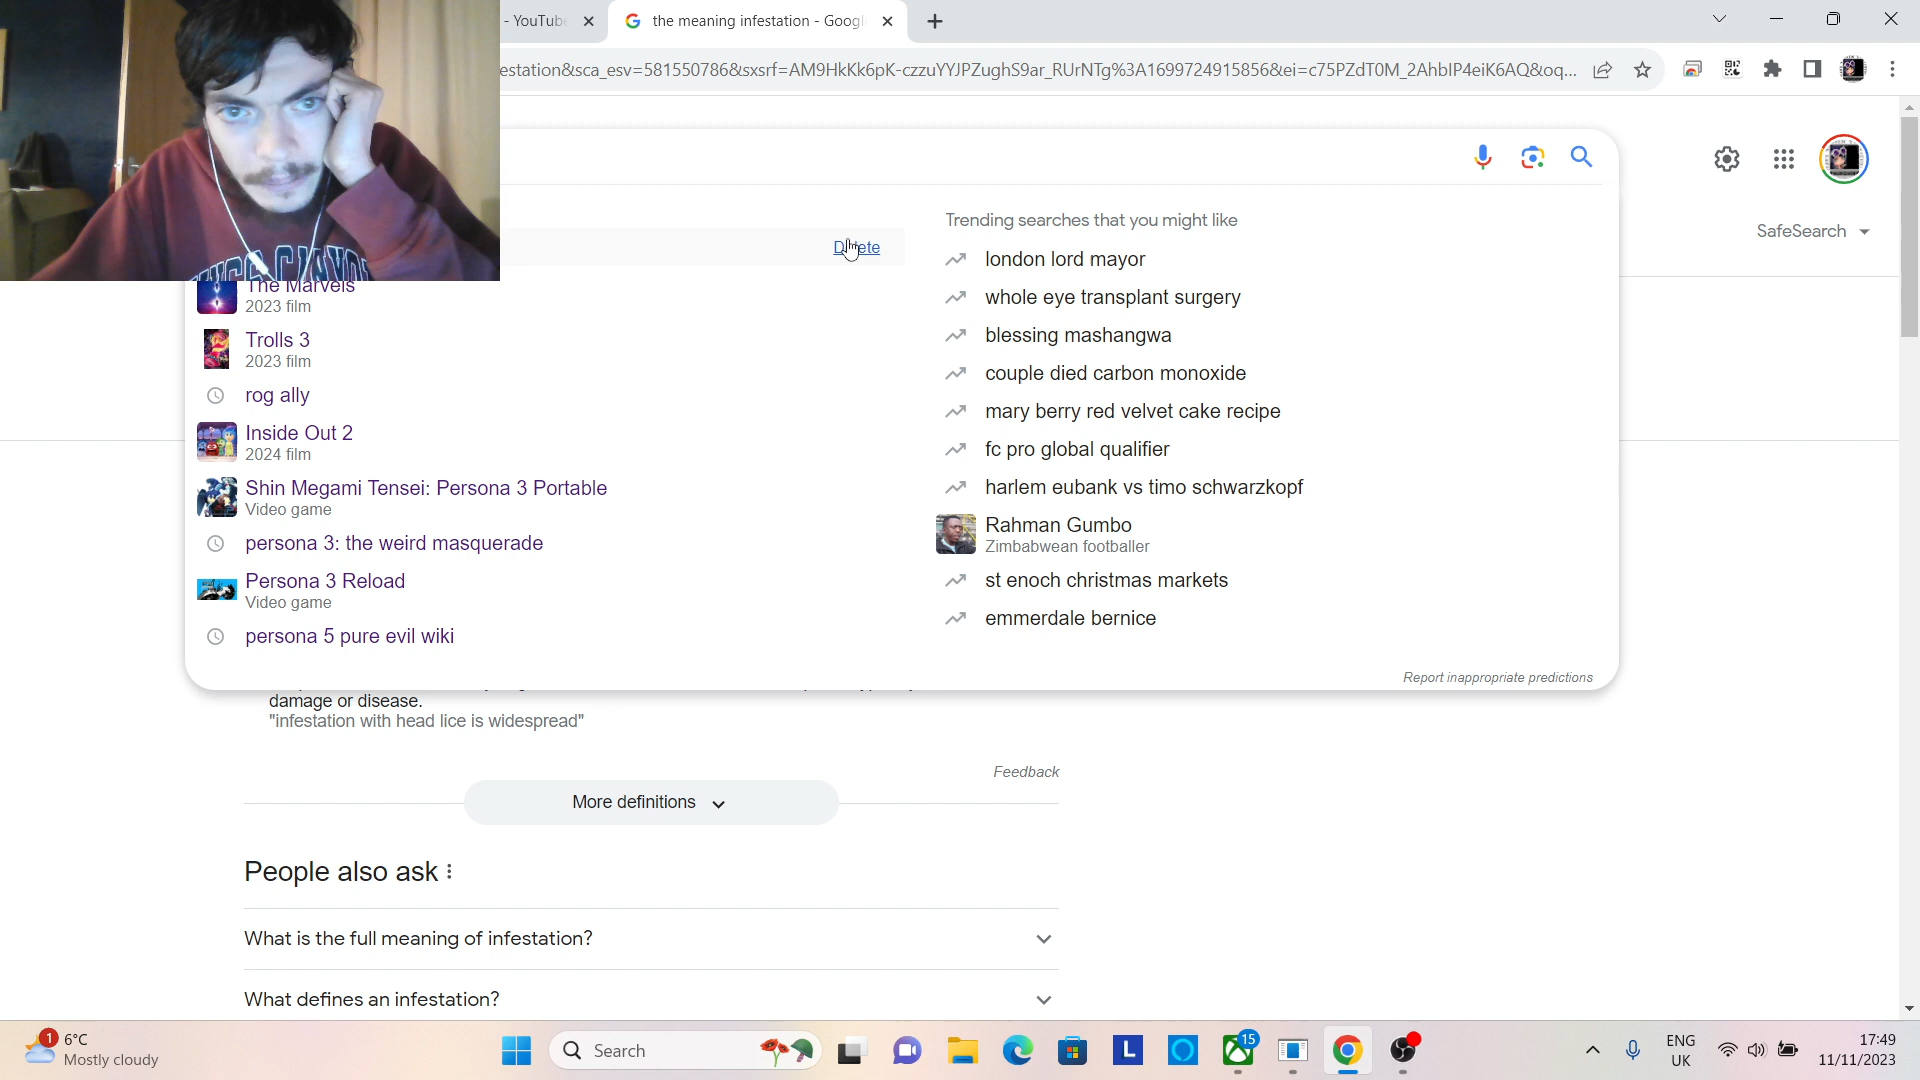 - YouTube
the meaning infestation - Googl
estation&sca_esv=581550786&sxsrf=AM9HkKk6pK-czzuYYJPZughS9ar_RUrNTg%3A1699724915856&ei=c75PZdT0M_2AhbIP4eiK6AQ&oq...
SafeSearch
The Marvels
2023 film
Trolls 3
2023 film
rog ally
Inside Out 2
2024 film
Shin Megami Tensei: Persona 3 Portable
Video game
persona 3: the weird masquerade
Persona 3 Reload
Video game
persona 5 pure evil wiki
Delete
Trending searches that you might like
london lord mayor
whole eye transplant surgery
blessing mashangwa
couple died carbon monoxide
mary berry red velvet cake recipe
fc pro global qualifier
harlem eubank vs timo schwarzkopf
Rahman Gumbo
Zimbabwean footballer
st enoch christmas markets
emmerdale bernice
Report inappropriate predictions
damage or disease.
"infestation with head lice is widespread"
Feedback
More definitions
People also ask
What is the full meaning of infestation?
What defines an infestation?
1
6°C
Mostly cloudy
Search
L
15
ENG
UK
17:49
11/11/2023